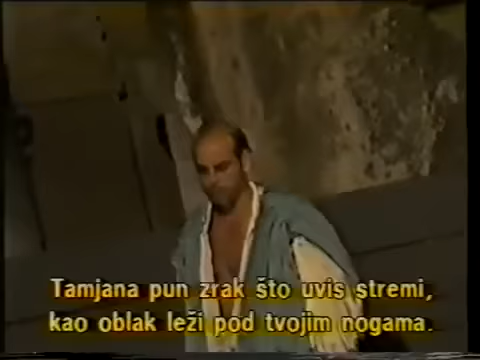 Tamjana pun zrak što uvis stremi,
kao oblak leži pod tvojim nogama.